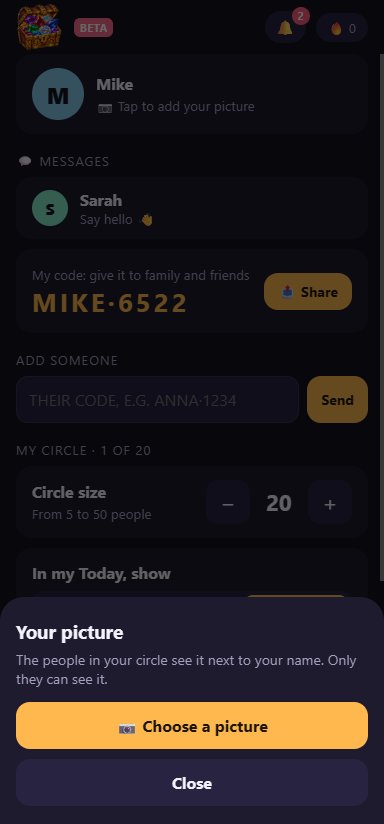 BETA
2
0
M
Mike
Tap to add your picture
MESSAGES
s
Sarah
Say hello
My code: give it to family and friends
MIKE·6522
Share
ADD SOMEONE
THEIR CODE, E.G. ANNA·1234
Send
MY CIRCLE · 1 OF 20
Circle size
From 5 to 50 people
− 20 +
In my Today, show
Your picture
The people in your circle see it next to your name. Only
they can see it.
Choose a picture
Close